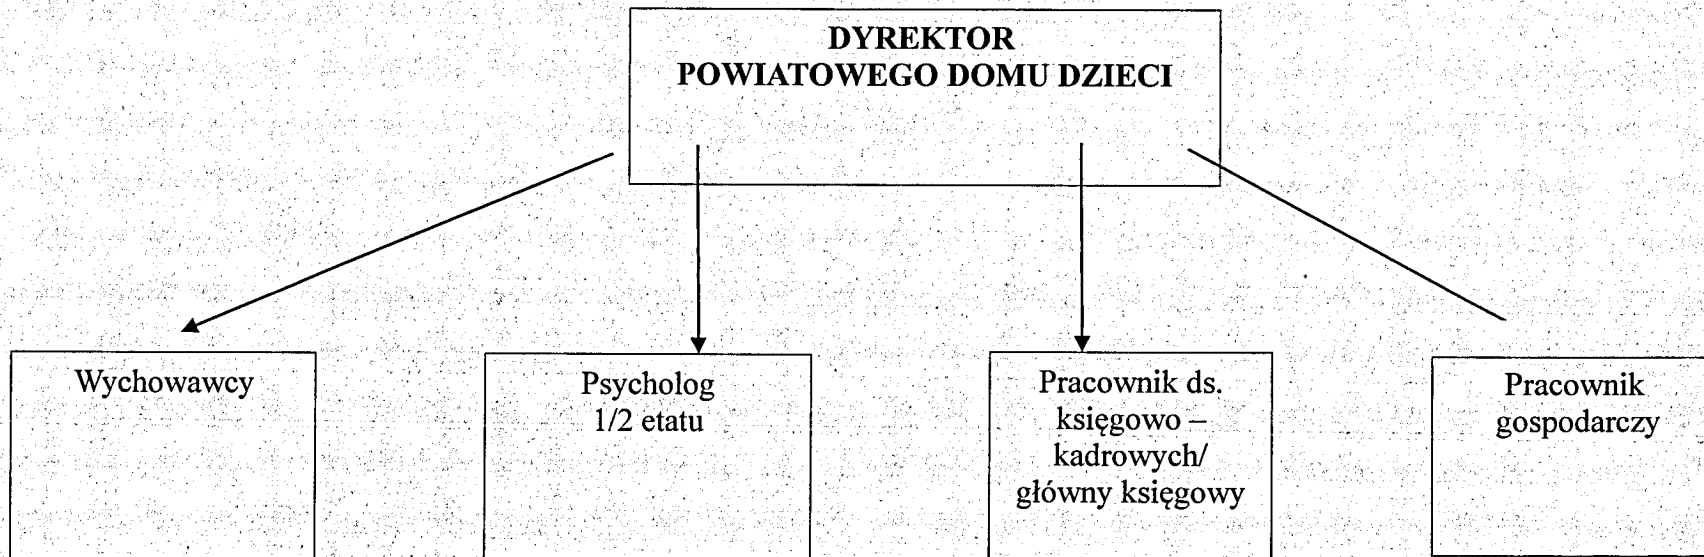 DYREKTOR
POWIATOWEGO DOMU DZIECI
Wychowawcy
Psycholog
1/2 etatu
Pracownik ds.
księgowo –
kadrowych/
główny księgowy
Pracownik
gospodarczy